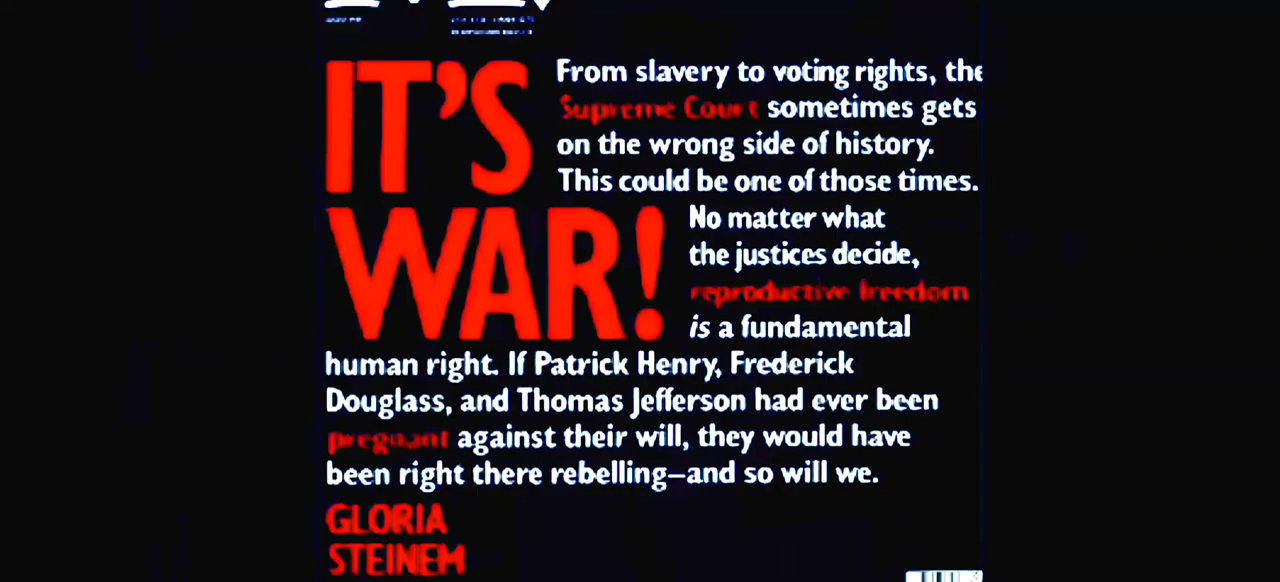 IT'S
WAR!
From slavery to voting rights, the
Supreme Court sometimes gets
on the wrong side of history.
This could be one of those times.
No matter what
the justices decide,
reproductive freedom
is a fundamental
human right. If Patrick Henry, Frederick
Douglass, and Thomas Jefferson had ever been
pregnant against their will, they would have
been right there rebelling—and so will we.
GLORIA
STEINEM